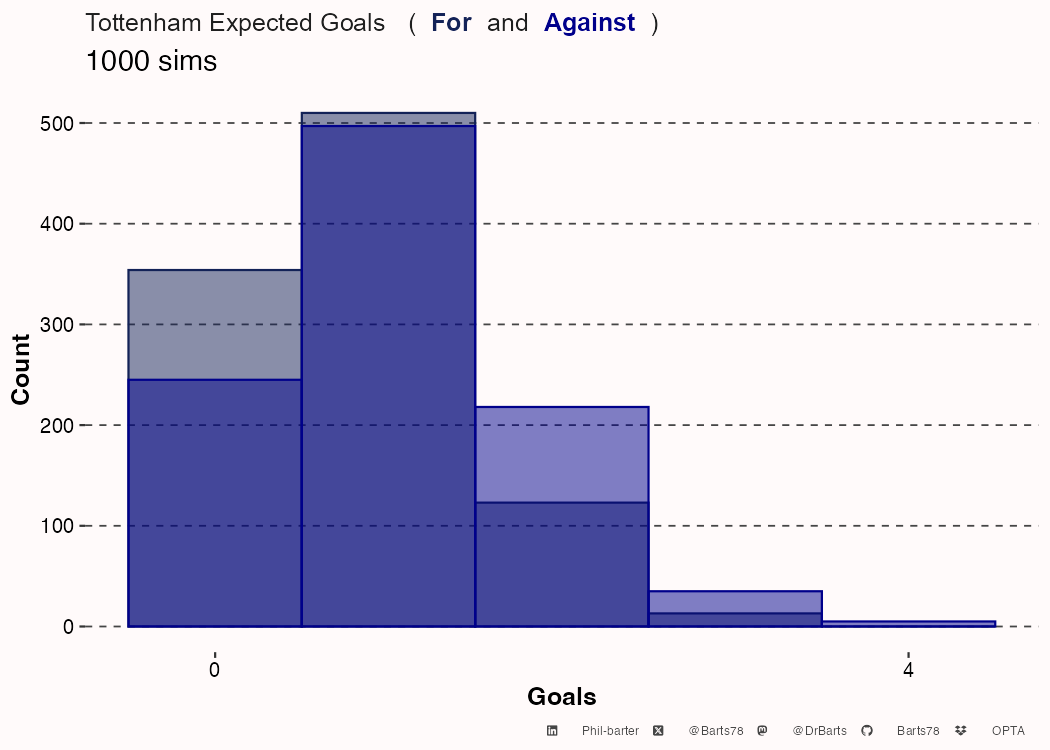 Tottenham Expected Goals ( For and Against )
1000 sims
500
400
300
200
100
0
Count
0 4
Goals
Phil-barter @Barts78 @DrBarts Barts78 OPTA